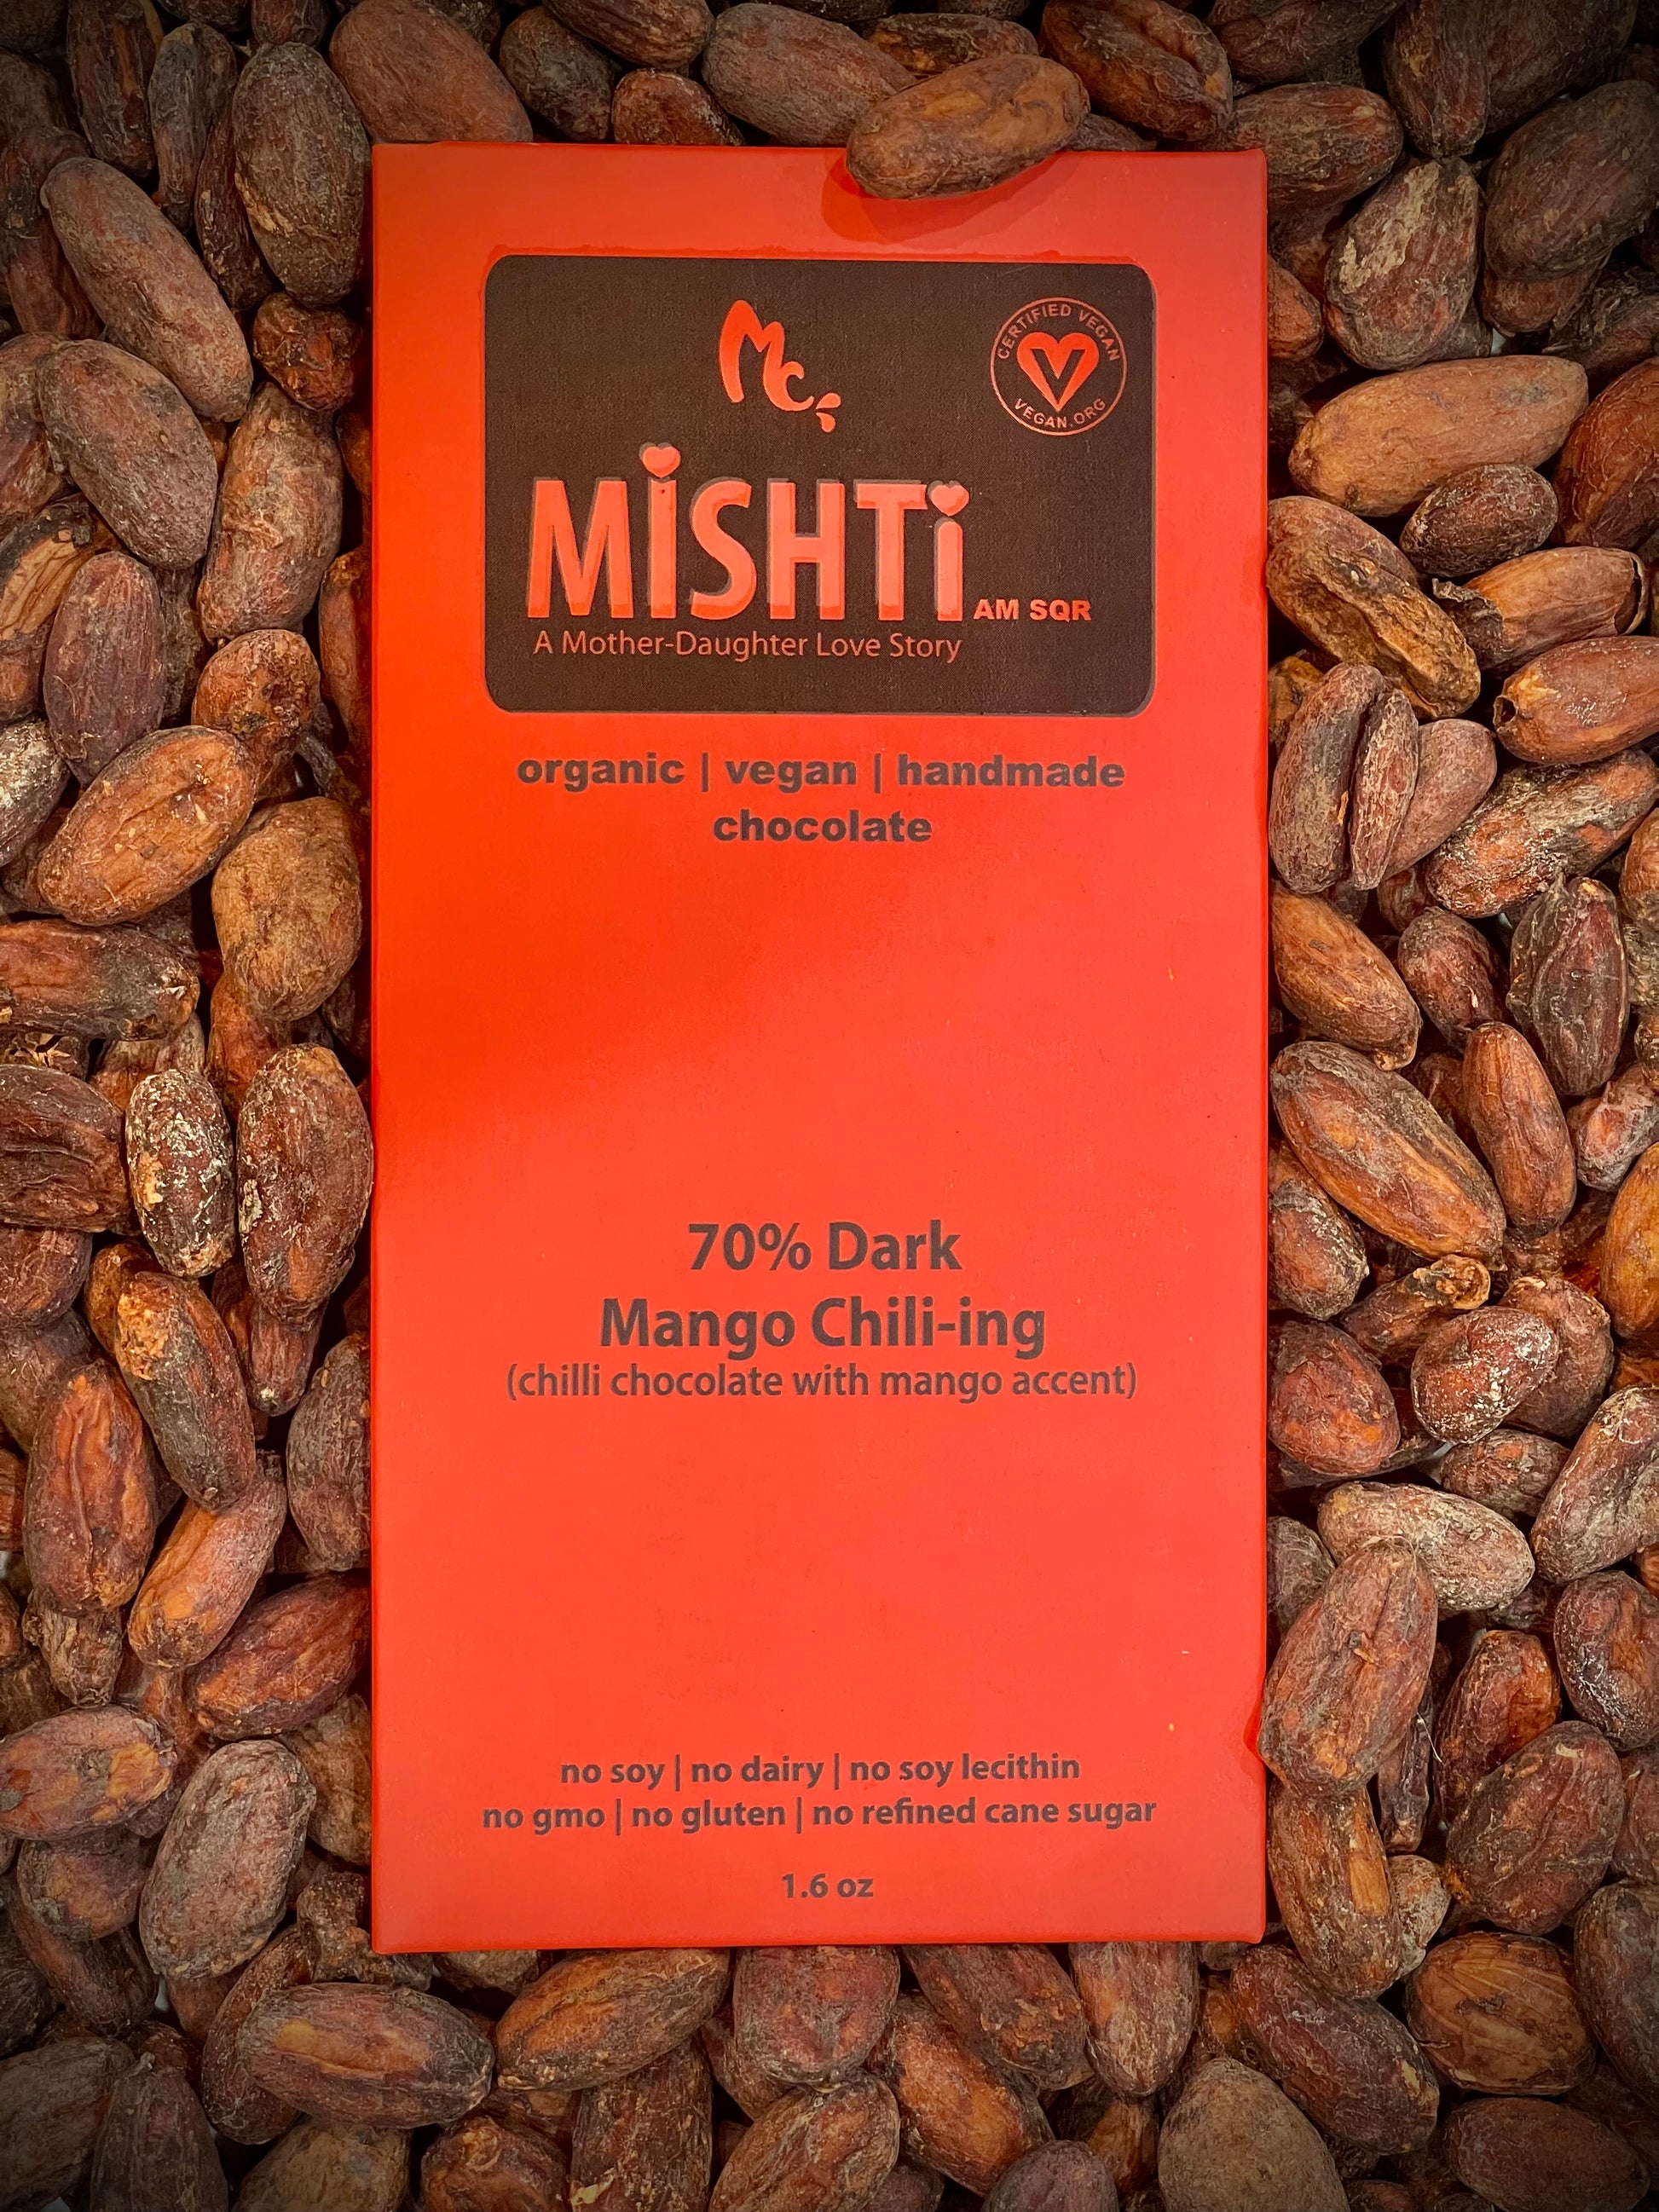 Mc
CERTIFIED VEGAN
VEGAN.ORG
MiSHTi AM SQR
A Mother-Daughter Love Story
organic | vegan | handmade
chocolate
70% Dark
Mango Chili-ing
(chilli chocolate with mango accent)
no soy | no dairy | no soy lecithin
no gmo | no gluten | no refined cane sugar
1.6 oz